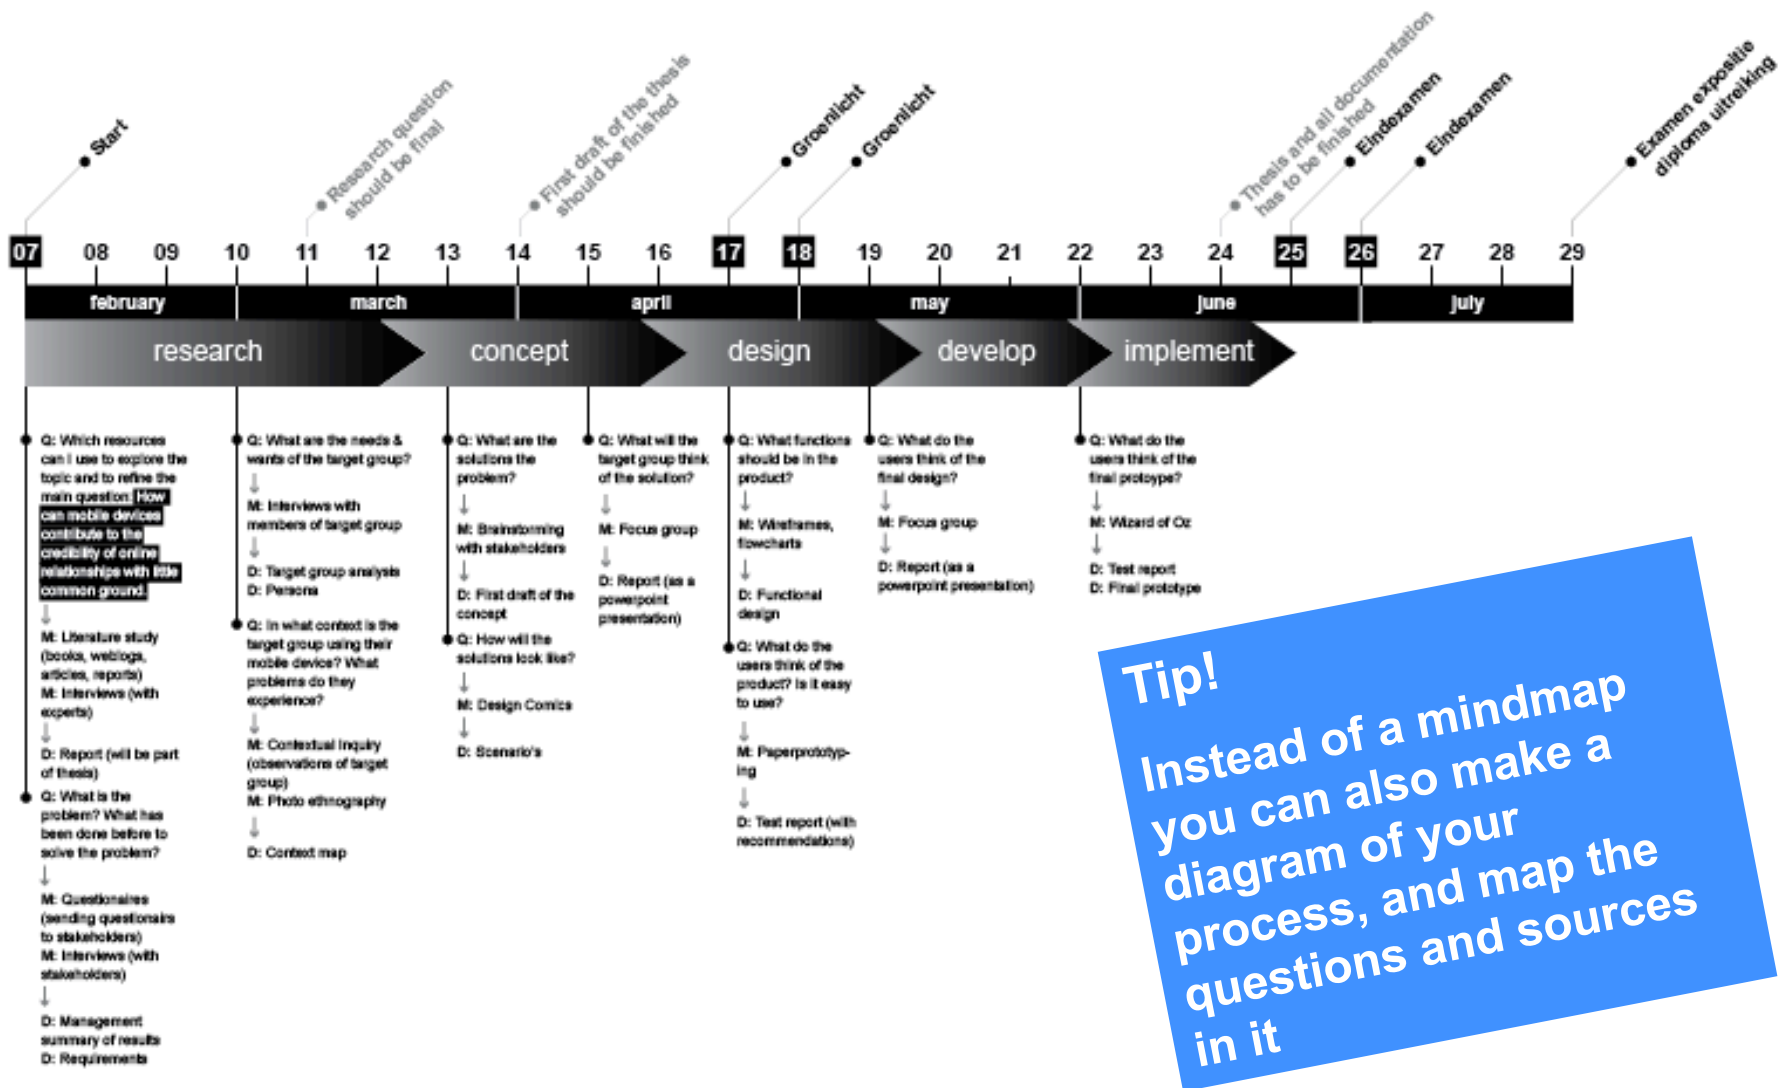 Start
Research question
should be final
First draft of the thesis
should be finished
Groenlicht
Groenlicht
Thesis and all documentation
has to be finished
Eindexamen
Eindexamen
Examen expositie
diploma uitreiking
07 08 09 10 11 12 13 14 15 16 17 18 19 20 21 22 23 24 25 26 27 28 29
february march april may june july
research concept design develop implement
Q: Which resources
can I use to explore the
topic and to refine the
main question: How
can mobile devices
contribute to the
credibility of online
relationships with little
common ground.
M: Literature study
(books, weblogs,
articles, reports)
M: Interviews (with
experts)
D: Report (will be part
of thesis)
Q: What is the
problem? What has
been done before to
solve the problem?
M: Questionaires
(sending questionairs
to stakeholders)
M: Interviews (with
stakeholders)
D: Management
summary of results
D: Requirements
Q: What are the needs &
wants of the target group?
M: Interviews with
members of target group
D: Target group analysis
D: Persona
Q: In what context is the
target group using their
mobile device? What
problems do they
experience?
M: Contextual Inquiry
(observations of target
group)
M: Photo ethnography
D: Context map
Q: What are the
solutions the
problem?
M: Brainstorming
with stakeholders
D: First draft of the
concept
Q: How will the
solutions look like?
M: Design Comics
D: Scenario's
Q: What will the
target group think
of the solution?
M: Focus group
D: Report (as a
powerpoint
presentation)
Q: What functions
should be in the
product?
M: Wireframes,
flowcharts
D: Functional
design
Q: What do the
users think of the
product? Is it easy
to use?
M: Paperprototyp-
ing
D: Test report (with
recommendations)
Q: What do the
users think of the
final design?
M: Focus group
D: Report (as a
powerpoint presentation)
Q: What do the
users think of the
final protoype?
M: Wizard of Oz
D: Test report
D: Final prototype
Tip!
Instead of a mindmap
you can also make a
diagram of your
process, and map the
questions and sources
in it